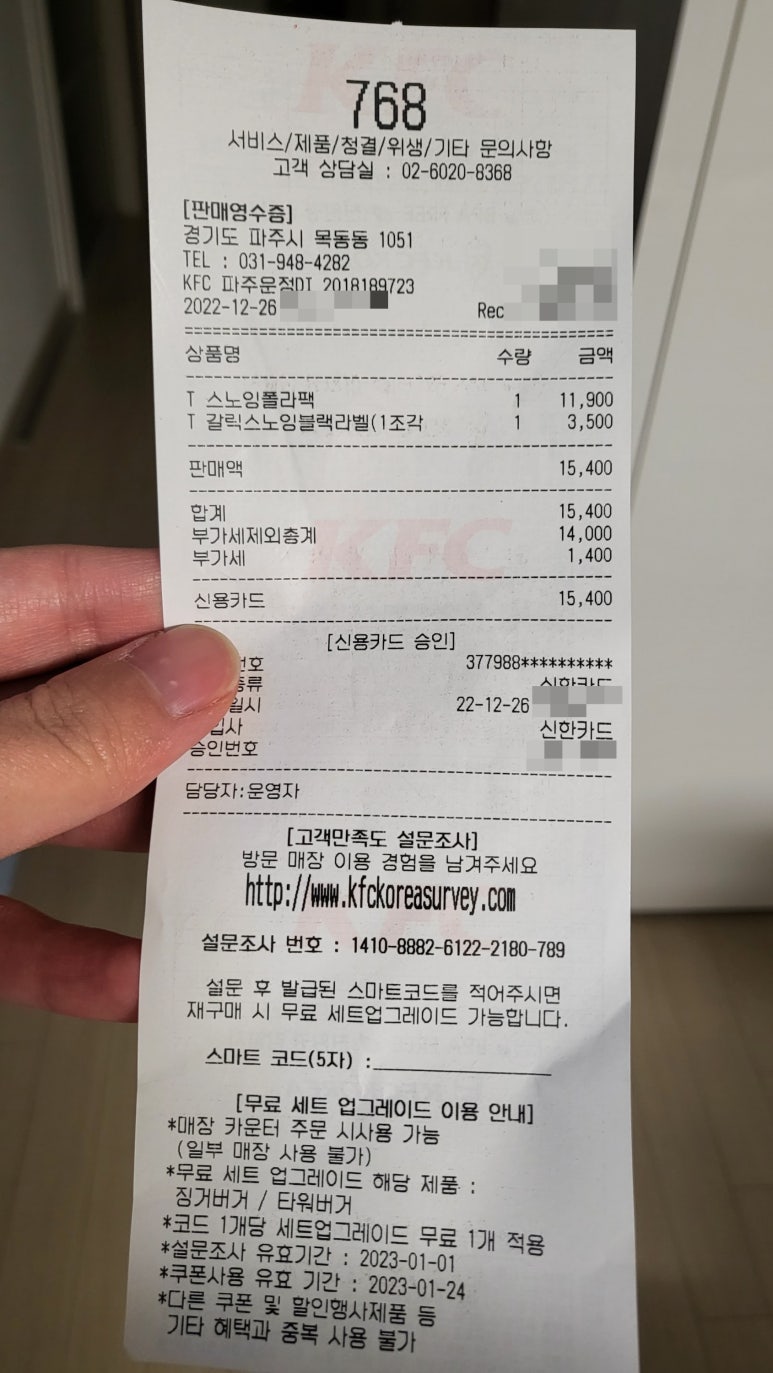 768
서비스/제품/청결/위생/기타 문의사항
고객 상담실 : 02-6020-8368
[판매영수증]
경기도 파주시 목동동 1051
TEL : 031-948-4282
KFC 파주운정DT 2018189723
2022-12-26 Rec
상품명 수량 금액
T 스노잉폴라팩 1 11,900
T 갈릭스노잉블랙라벨(1조각 1 3,500
판매액 15,400
합계 15,400
부가세제외총계 14,000
부가세 1,400
신용카드 15,400
[신용카드 승인]
번호 377988**********
종류 신한카드
일시 22-12-26
입사 신한카드
승인번호
담당자:운영자
[고객만족도 설문조사]
방문 매장 이용 경험을 남겨주세요
http://www.kfckoreasurvey.com
설문조사 번호 : 1410-8882-6122-2180-789
설문 후 발급된 스마트코드를 적어주시면
재구매 시 무료 세트업그레이드 가능합니다.
스마트 코드(5자) :
[무료 세트 업그레이드 이용 안내]
*매장 카운터 주문 시사용 가능
(일부 매장 사용 불가)
*무료 세트 업그레이드 해당 제품 :
징거버거 / 타워버거
*코드 1개당 세트업그레이드 무료 1개 적용
*설문조사 유효기간 : 2023-01-01
*쿠폰사용 유효 기간 : 2023-01-24
*다른 쿠폰 및 할인행사제품 등
기타 혜택과 중복 사용 불가